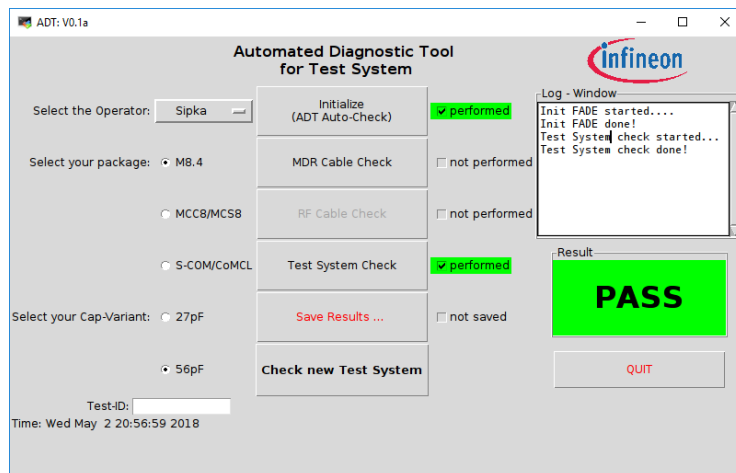 ADT: V0.1a
Automated Diagnostic Tool
for Test System
infineon
Select the Operator:
Sipka
Initialize
(ADT Auto-Check)
performed
Log - Window
Init FADE started....
Init FADE done!
Test System check started...
Test System check done!
Select your package:
M8.4
MDR Cable Check
not performed
MCC8/MCS8
RF Cable Check
not performed
S-COM/CoMCL
Test System Check
performed
Result
PASS
Select your Cap-Variant:
27pF
Save Results ...
not saved
56pF
Check new Test System
QUIT
Test-ID:
Time: Wed May  2 20:56:59 2018